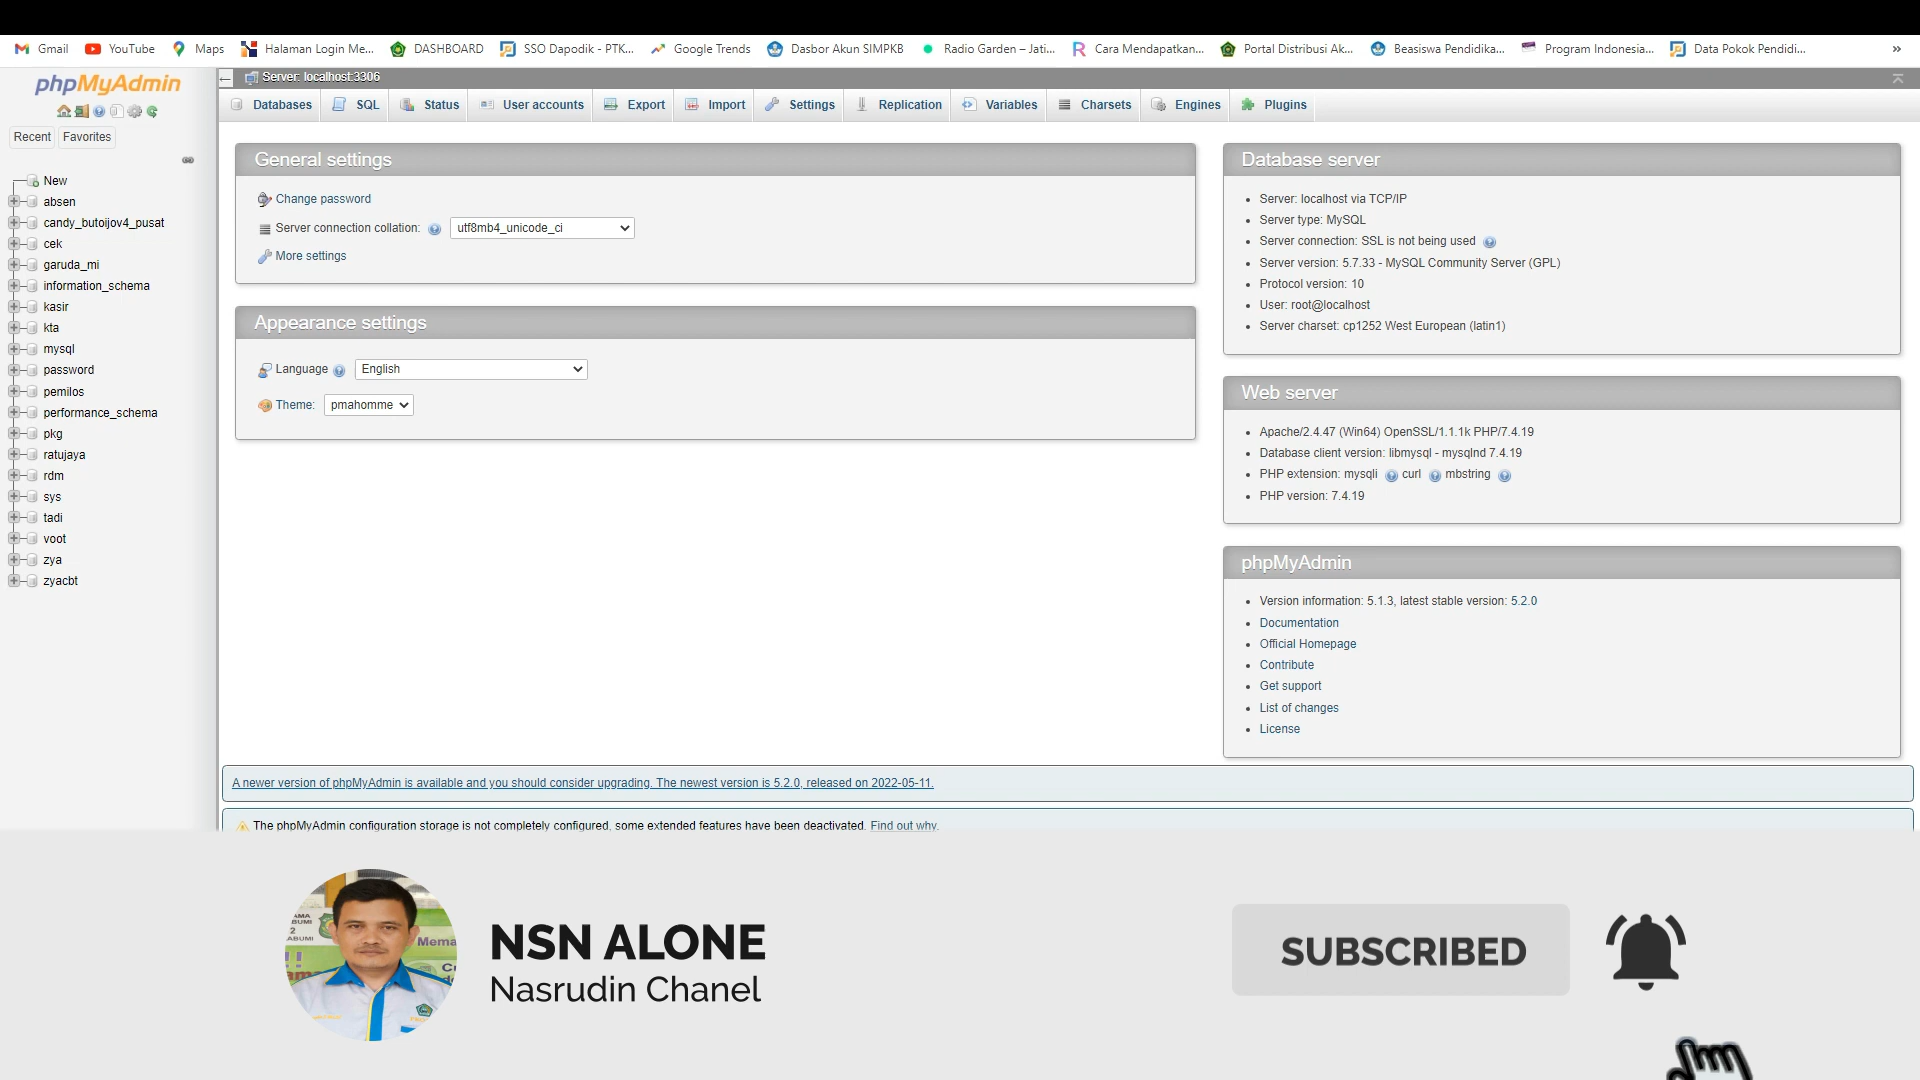 Gmail YouTube Maps Halaman Login Me... DASHBOARD SSO Dapodik - PTK... Google Trends Dasbor Akun SIMPKB Radio Garden – Jati... Cara Mendapatkan... Portal Distribusi Ak... Beasiswa Pendidika... Program Indonesia... Data Pokok Pendidi... »
phpMyAdmin
Server: localhost:3306
Databases SQL Status User accounts Export Import Settings Replication Variables Charsets Engines Plugins
Recent Favorites
New
absen
candy_butoijov4_pusat
cek
garuda_mi
information_schema
kasir
kta
mysql
password
pemilos
performance_schema
pkg
ratujaya
rdm
sys
tadi
voot
zya
zyacbt
General settings
Change password
Server connection collation: utf8mb4_unicode_ci
More settings
Appearance settings
Language English
Theme: pmahomme
Database server
Server: localhost via TCP/IP
Server type: MySQL
Server connection: SSL is not being used
Server version: 5.7.33 - MySQL Community Server (GPL)
Protocol version: 10
User: root@localhost
Server charset: cp1252 West European (latin1)
Web server
Apache/2.4.47 (Win64) OpenSSL/1.1.1k PHP/7.4.19
Database client version: libmysql - mysqlnd 7.4.19
PHP extension: mysqli curl mbstring
PHP version: 7.4.19
phpMyAdmin
Version information: 5.1.3, latest stable version: 5.2.0
Documentation
Official Homepage
Contribute
Get support
List of changes
License
A newer version of phpMyAdmin is available and you should consider upgrading. The newest version is 5.2.0, released on 2022-05-11.
The phpMyAdmin configuration storage is not completely configured, some extended features have been deactivated. Find out why.
NSN ALONE
Nasrudin Chanel
SUBSCRIBED